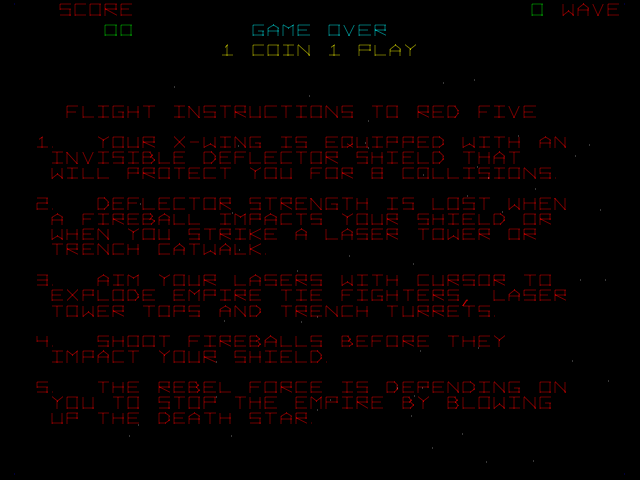 SCORE
0 WAVE
00
GAME OVER
1 COIN 1 PLAY
FLIGHT INSTRUCTIONS TO RED FIVE
1. YOUR X-WING IS EQUIPPED WITH AN
INVISIBLE DEFLECTOR SHIELD THAT
WILL PROTECT YOU FOR 8 COLLISIONS
2. DEFLECTOR STRENGTH IS LOST WHEN
A FIREBALL IMPACTS YOUR SHIELD OR
WHEN YOU STRIKE A LASER TOWER OR
TRENCH CATWALK
3. AIM YOUR LASERS WITH CURSOR TO
EXPLODE EMPIRE TIE FIGHTERS, LASER
TOWER TOPS AND TRENCH TURRETS
4. SHOOT FIREBALLS BEFORE THEY
IMPACT YOUR SHIELD
5. THE REBEL FORCE IS DEPENDING ON
YOU TO STOP THE EMPIRE BY BLOWING
UP THE DEATH STAR